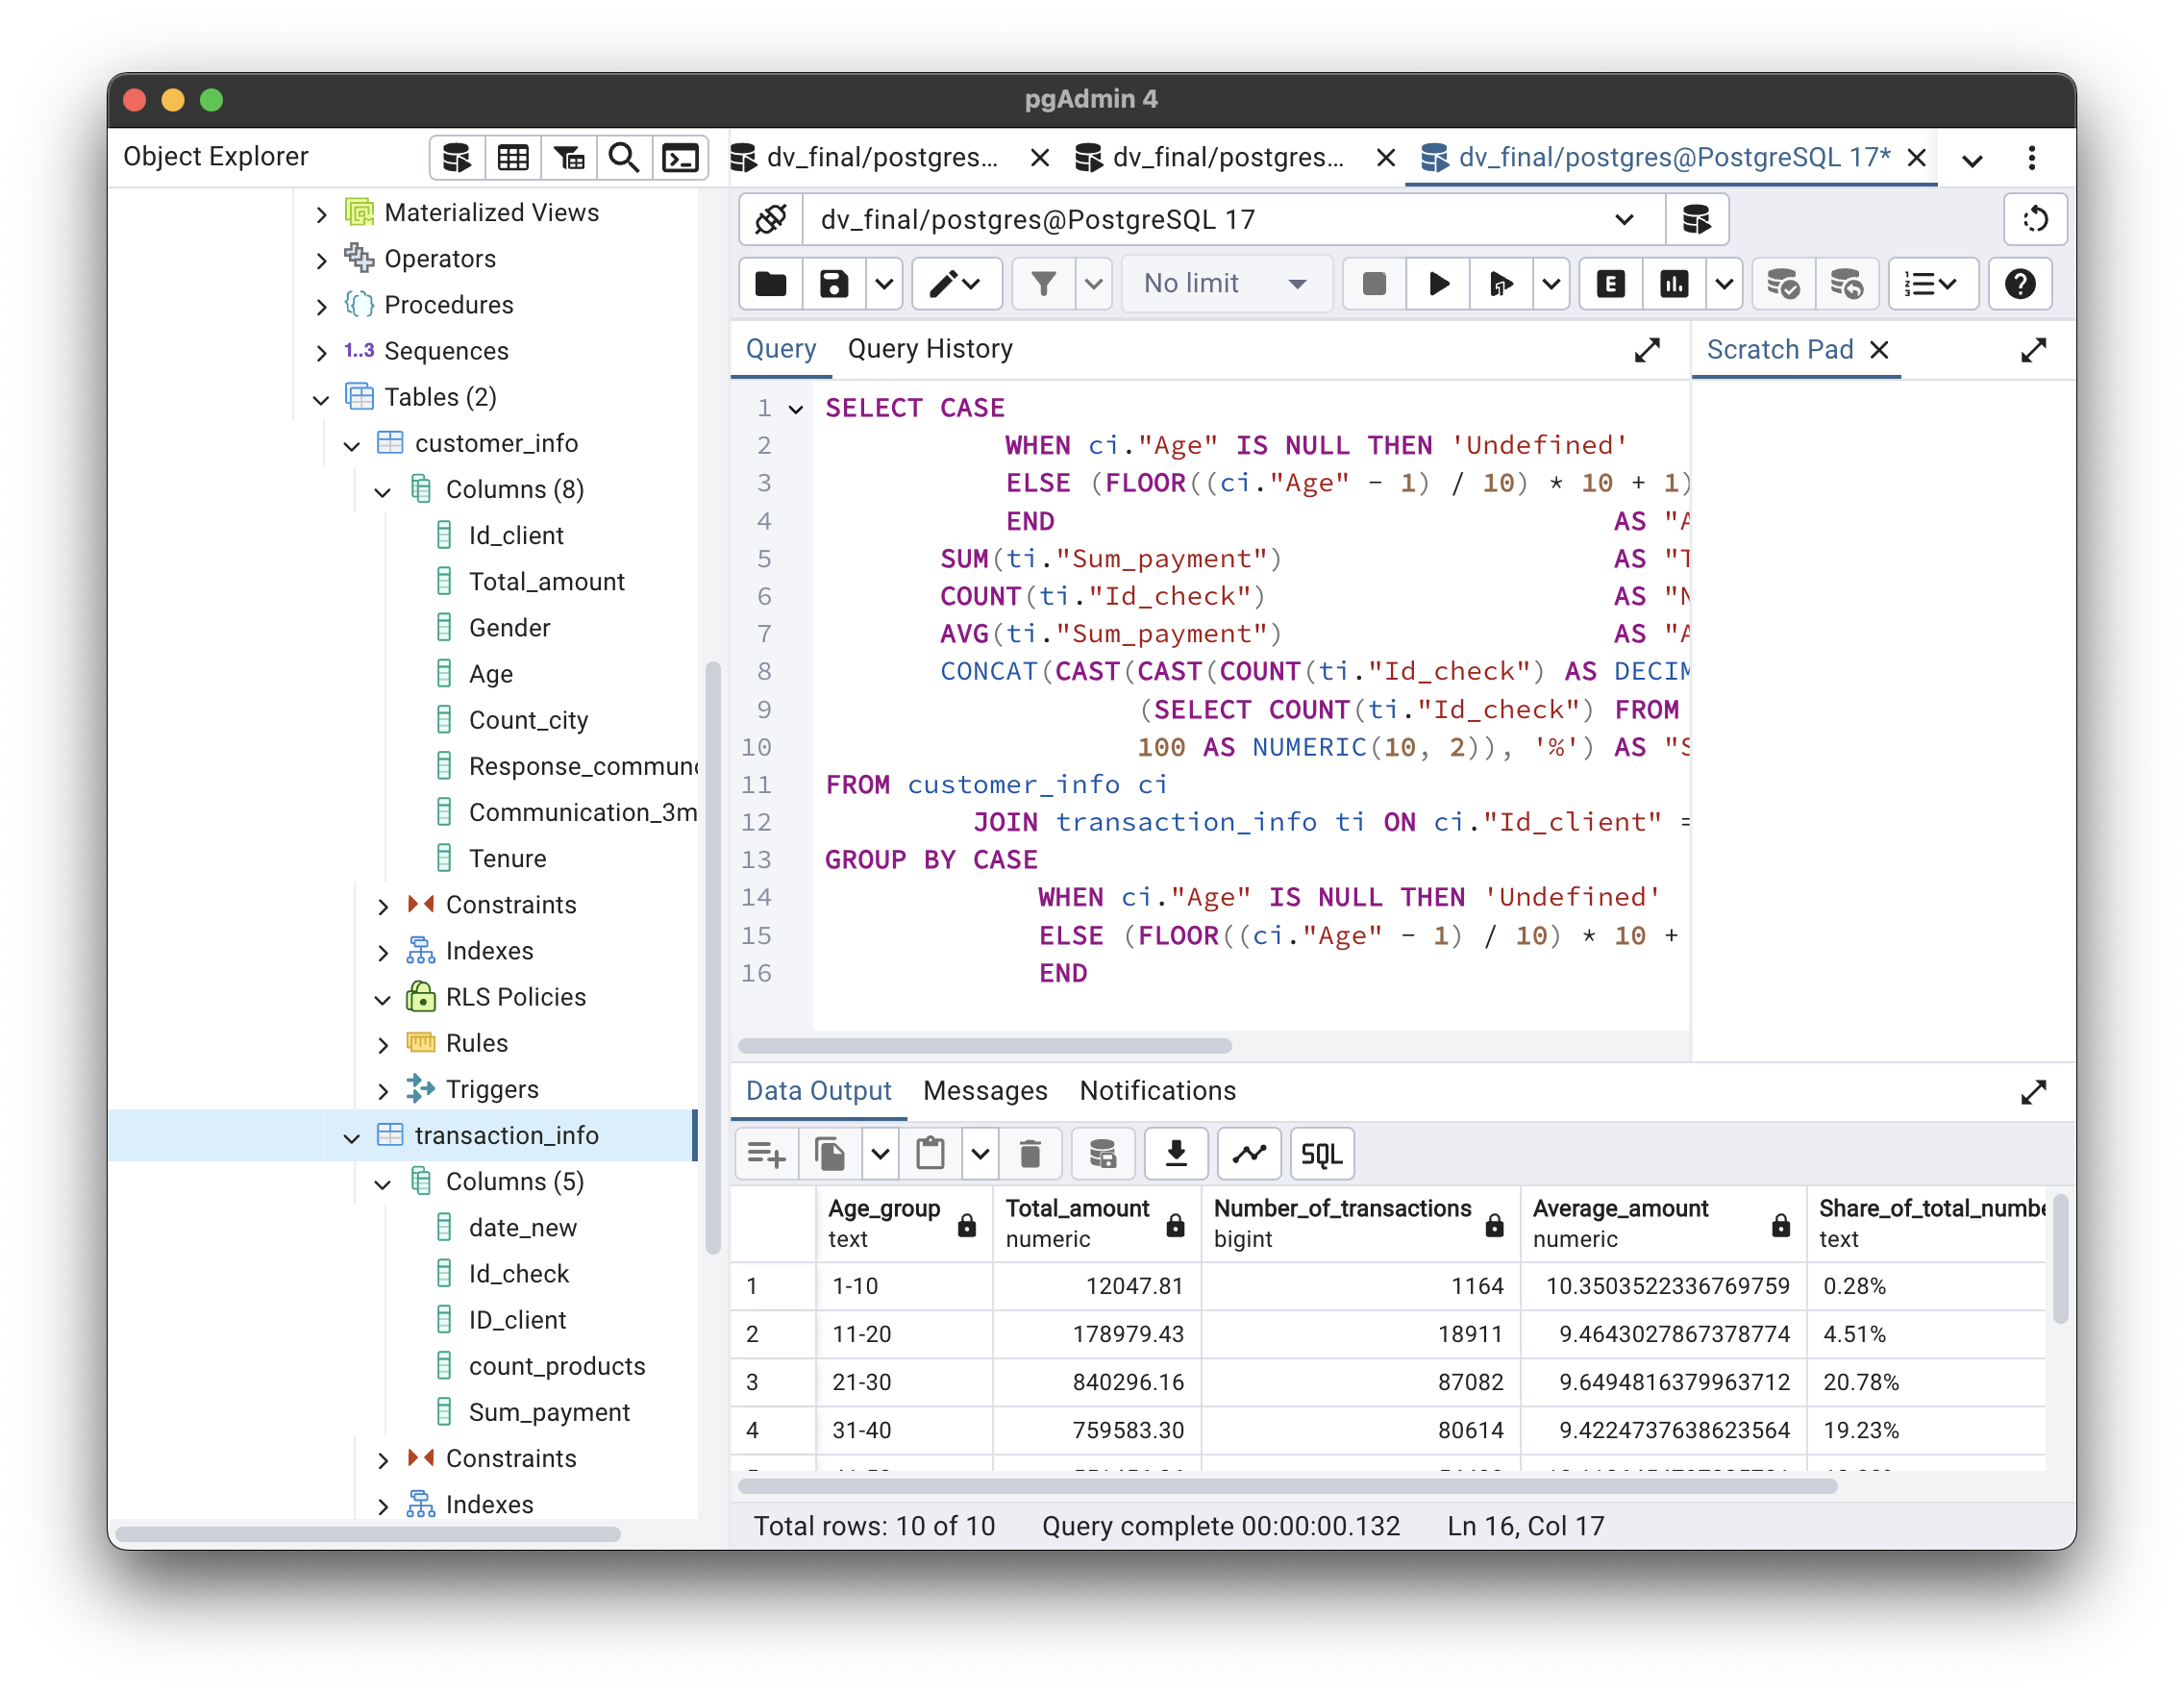 pgAdmin 4
Object Explorer
dv_final/postgres...
dv_final/postgres...
dv_final/postgres@PostgreSQL 17*
dv_final/postgres@PostgreSQL 17
No limit
Materialized Views
Operators
Procedures
1..3 Sequences
Tables (2)
customer_info
Columns (8)
Id_client
Total_amount
Gender
Age
Count_city
Communication_3m
Tenure
Constraints
Indexes
RLS Policies
Rules
Triggers
transaction_info
Columns (5)
date_new
Id_check
ID_client
count_products
Sum_payment
Constraints
Indexes
Query
Query History
Scratch Pad
1 SELECT CASE
2 WHEN ci."Age" IS NULL THEN 'Undefined'
3 ELSE (FLOOR((ci."Age" - 1) / 10) * 10 + 1)
4 END AS "A
5 SUM(ti."Sum_payment") AS "T
6 COUNT(ti."Id_check") AS "N
7 AVG(ti."Sum_payment") AS "A
8 CONCAT(CAST(CAST(COUNT(ti."Id_check") AS DECIM
9 (SELECT COUNT(ti."Id_check") FROM
10 100 AS NUMERIC(10, 2)), '%') AS "S
11 FROM customer_info ci
12 JOIN transaction_info ti ON ci."Id_client" =
13 GROUP BY CASE
14 WHEN ci."Age" IS NULL THEN 'Undefined'
15 ELSE (FLOOR((ci."Age" - 1) / 10) * 10 +
16 END
Data Output
Messages
Notifications
SQL
Age_group text
Total_amount numeric
Number_of_transactions bigint
Average_amount numeric
Share_of_total_numbe text
1 1-10 12047.81 1164 10.3503522336769759 0.28%
2 11-20 178979.43 18911 9.4643027867378774 4.51%
3 21-30 840296.16 87082 9.6494816379963712 20.78%
4 31-40 759583.30 80614 9.4224737638623564 19.23%
Total rows: 10 of 10
Query complete 00:00:00.132
Ln 16, Col 17